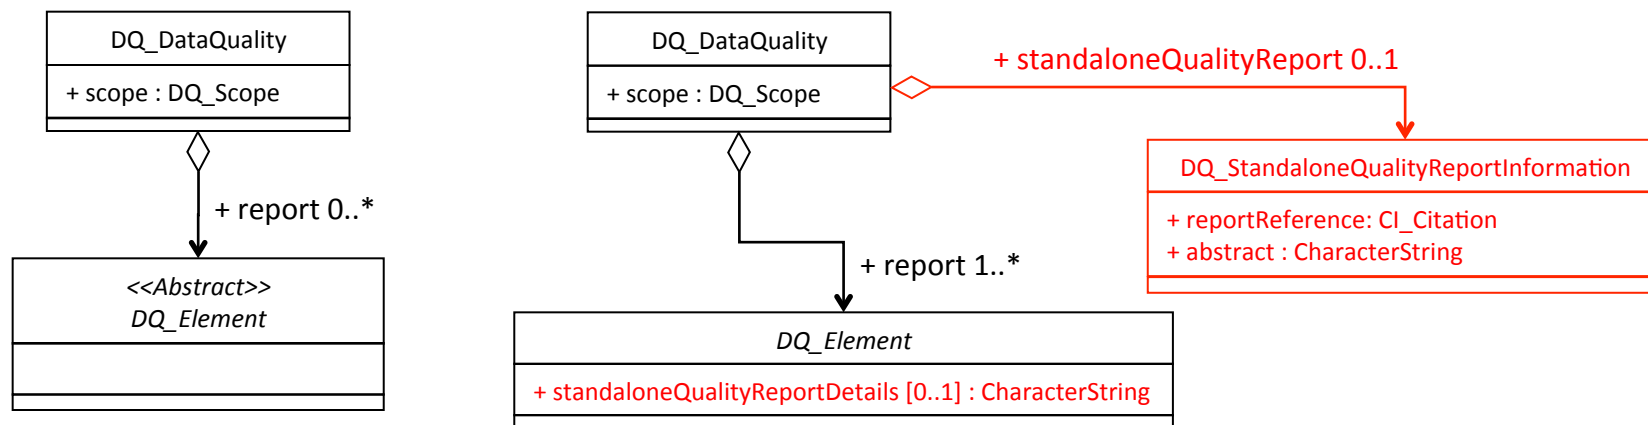 DQ_DataQuality
+ scope : DQ_Scope
+ report 0..*
<<Abstract>>
DQ_Element
DQ_DataQuality
+ scope : DQ_Scope
+ standaloneQualityReport 0..1
DQ_StandaloneQualityReportInformation
+ reportReference: CI_Citation
+ abstract : CharacterString
+ report 1..*
DQ_Element
+ standaloneQualityReportDetails [0..1] : CharacterString